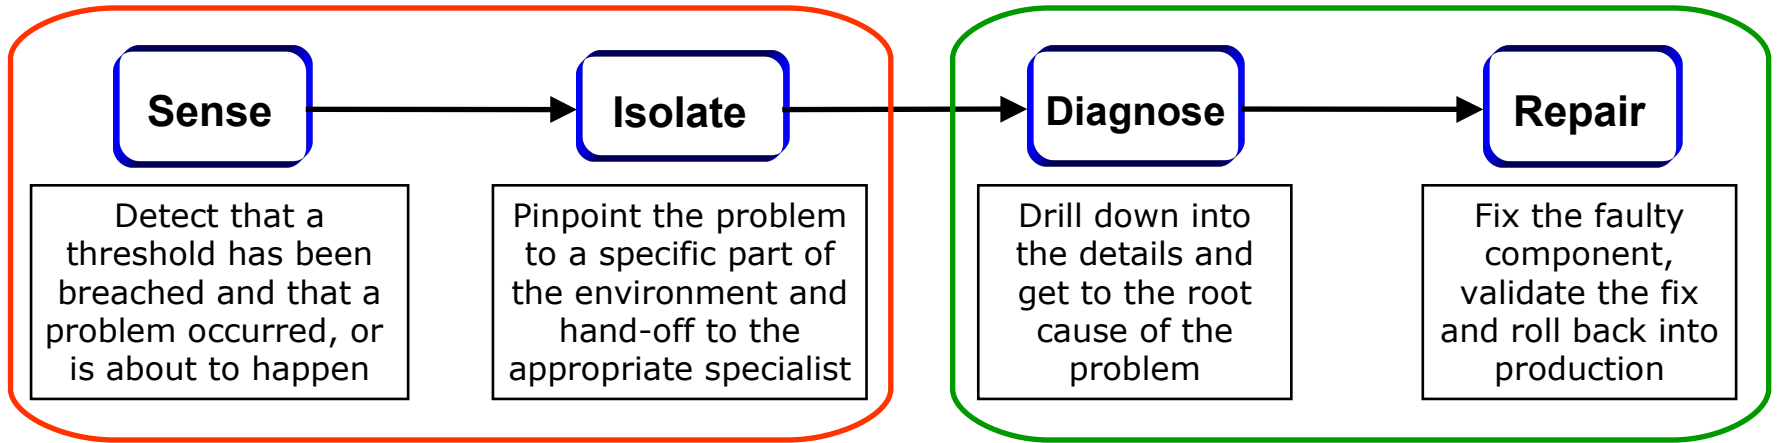 Sense
Isolate
Diagnose
Repair
Detect that a
threshold has been
breached and that a
problem occurred, or
is about to happen
Pinpoint the problem
to a specific part of
the environment and
hand-off to the
appropriate specialist
Drill down into
the details and
get to the root
cause of the
problem
Fix the faulty
component,
validate the fix
and roll back into
production